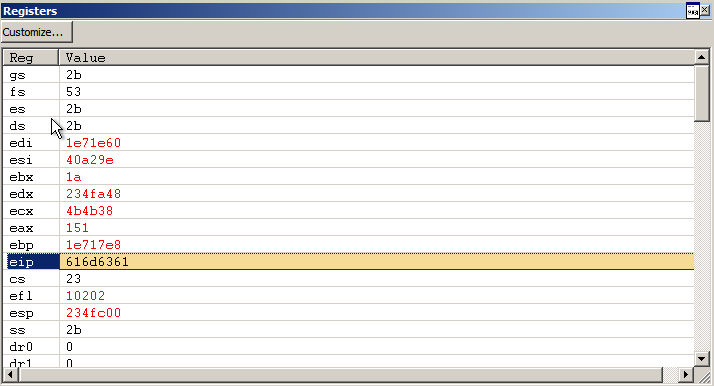 Registers
Customize...
Reg Value
gs 2b
fs 53
es 2b
ds 2b
edi 1e71e60
esi 40a29e
ebx 1a
edx 234fa48
ecx 4b4b38
eax 151
ebp 1e717e8
eip 616d6361
cs 23
efl 10202
esp 234fc00
ss 2b
dr0 0
dr1 0